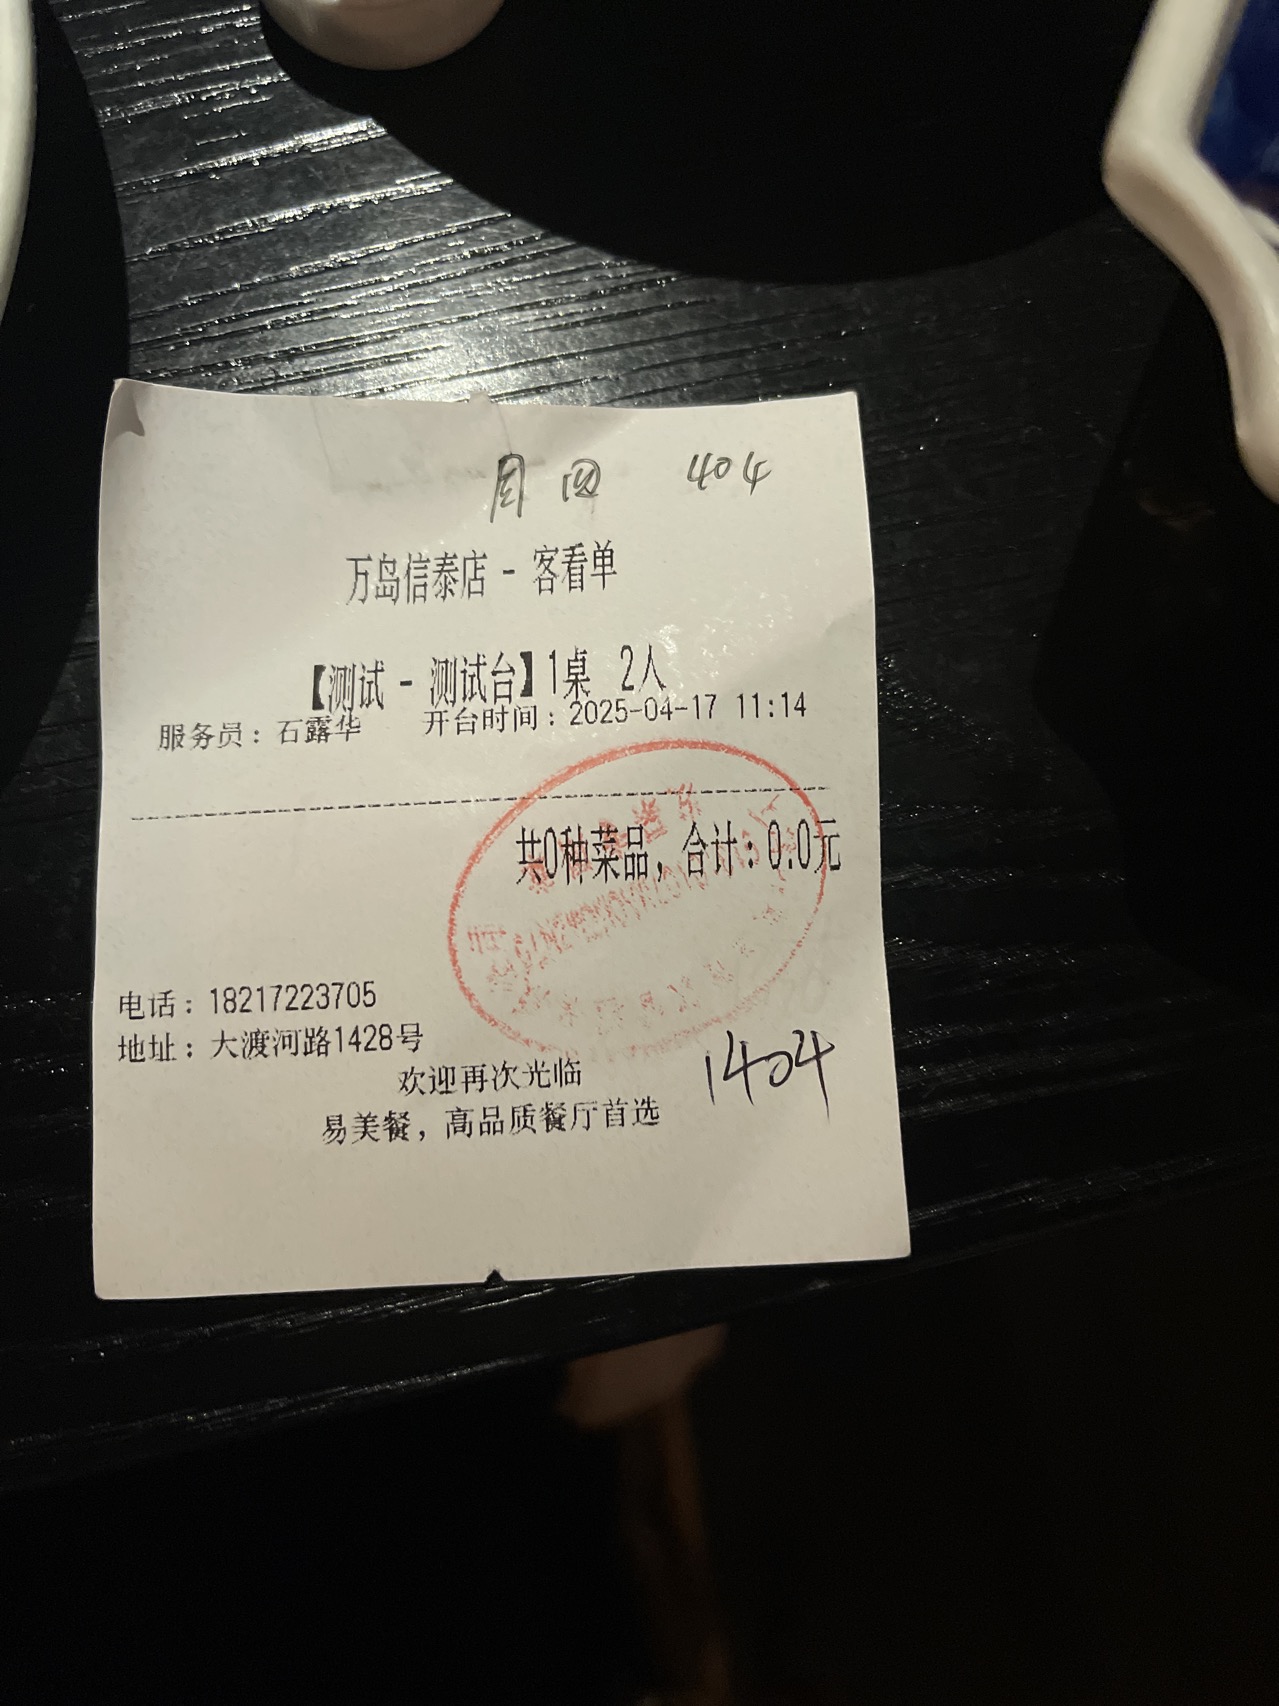 404
万岛信泰店 - 客看单
【测试 - 测试台】1桌 2人
服务员：石露华 开台时间：2025-04-17 11:14
共0种菜品，合计：0.0元
电话：18217223705
地址：大渡河路1428号
1404
欢迎再次光临
易美餐，高品质餐厅首选